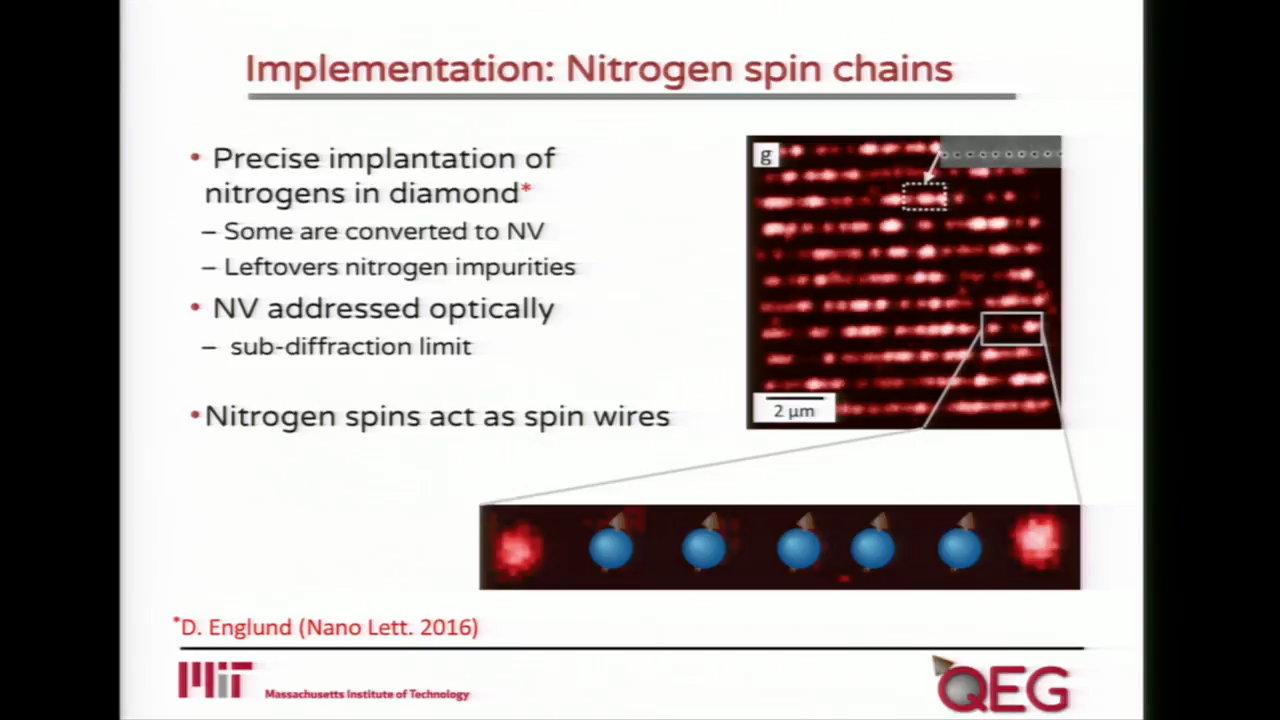 Implementation: Nitrogen spin chains
• Precise implantation of
nitrogens in diamond*
– Some are converted to NV
– Leftovers nitrogen impurities
• NV addressed optically
– sub-diffraction limit
•Nitrogen spins act as spin wires
g
2 µm
*D. Englund (Nano Lett. 2016)
MIT Massachusetts Institute of Technology
QEG